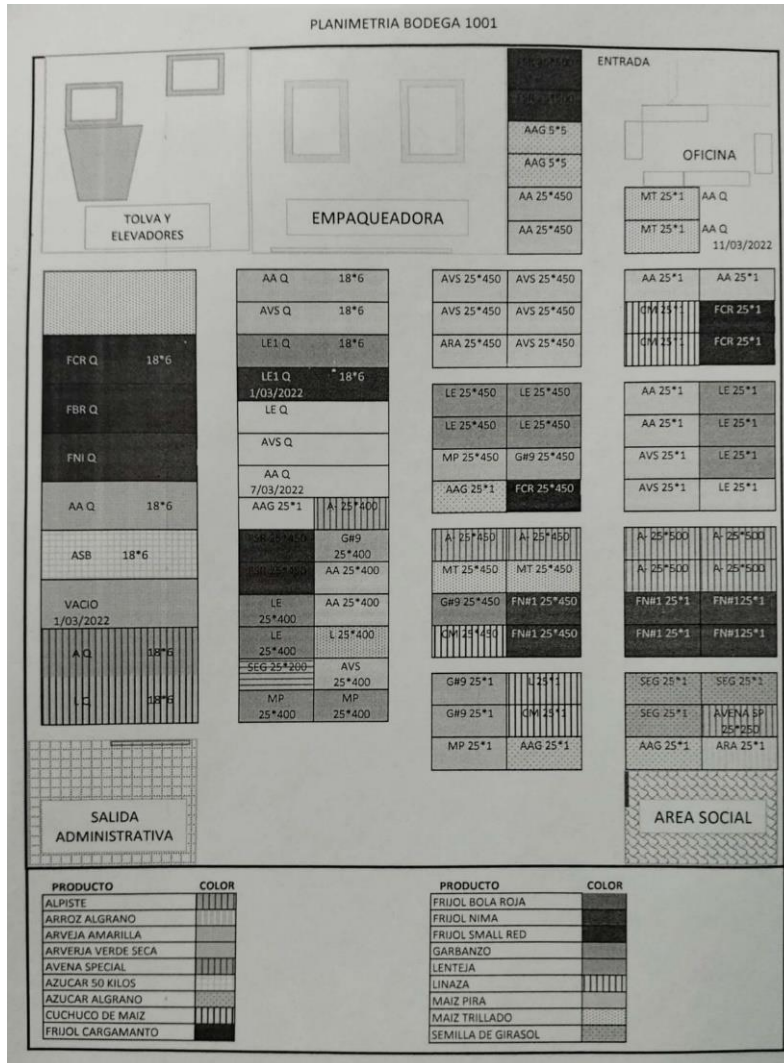 PLANIMETRIA BODEGA 1001
ENTRADA
AAG 5*5
AAG 5*5
AA 25*450
AA 25*450
OFICINA
MT 25*1 AA Q
MT 25*1 AA Q
11/03/2022
TOLVA Y
ELEVADORES
EMPAQUEADORA
FCR Q 18*6
FBR Q
FNI Q
AA Q 18*6
ASB 18*6
VACIO
1/03/2022
A Q 18*6
L Q 18*6
AA Q 18*6
AVS Q 18*6
LE1 Q 18*6
LE1 Q 18*6
1/03/2022
LE Q
AVS Q
AA Q
7/03/2022
AAG 25*1 A- 25*400
FSR 25*450 G#9
25*400
FSR 25*450 AA 25*400
LE AA 25*400
25*400
LE L 25*400
25*400
SEG 25*200 AVS
25*400
MP MP
25*400 25*400
AVS 25*450 AVS 25*450
AVS 25*450 AVS 25*450
ARA 25*450 AVS 25*450
LE 25*450 LE 25*450
LE 25*450 LE 25*450
MP 25*450 G#9 25*450
AAG 25*1 FCR 25*450
A- 25*450 A- 25*450
MT 25*450 MT 25*450
G#9 25*450 FN#1 25*450
CM 25*450 FN#1 25*450
G#9 25*1 L 25*1
G#9 25*1 CM 25*1
MP 25*1 AAG 25*1
AA 25*1 AA 25*1
CM 25*1 FCR 25*1
CM 25*1 FCR 25*1
AA 25*1 LE 25*1
AA 25*1 LE 25*1
AVS 25*1 LE 25*1
AVS 25*1 LE 25*1
A- 25*500 A- 25*500
A- 25*500 A- 25*500
FN#1 25*1 FN#125*1
FN#1 25*1 FN#125*1
SEG 25*1 SEG 25*1
SEG 25*1 AVENA SP
25*250
AAG 25*1 ARA 25*1
SALIDA
ADMINISTRATIVA
AREA SOCIAL
PRODUCTO COLOR
ALPISTE
ARROZ ALGRANO
ARVEJA AMARILLA
ARVERJA VERDE SECA
AVENA SPECIAL
AZUCAR 50 KILOS
AZUCAR ALGRANO
CUCHUCO DE MAIZ
FRIJOL CARGAMANTO
PRODUCTO COLOR
FRIJOL BOLA ROJA
FRIJOL NIMA
FRIJOL SMALL RED
GARBANZO
LENTEJA
LINAZA
MAIZ PIRA
MAIZ TRILLADO
SEMILLA DE GIRASOL